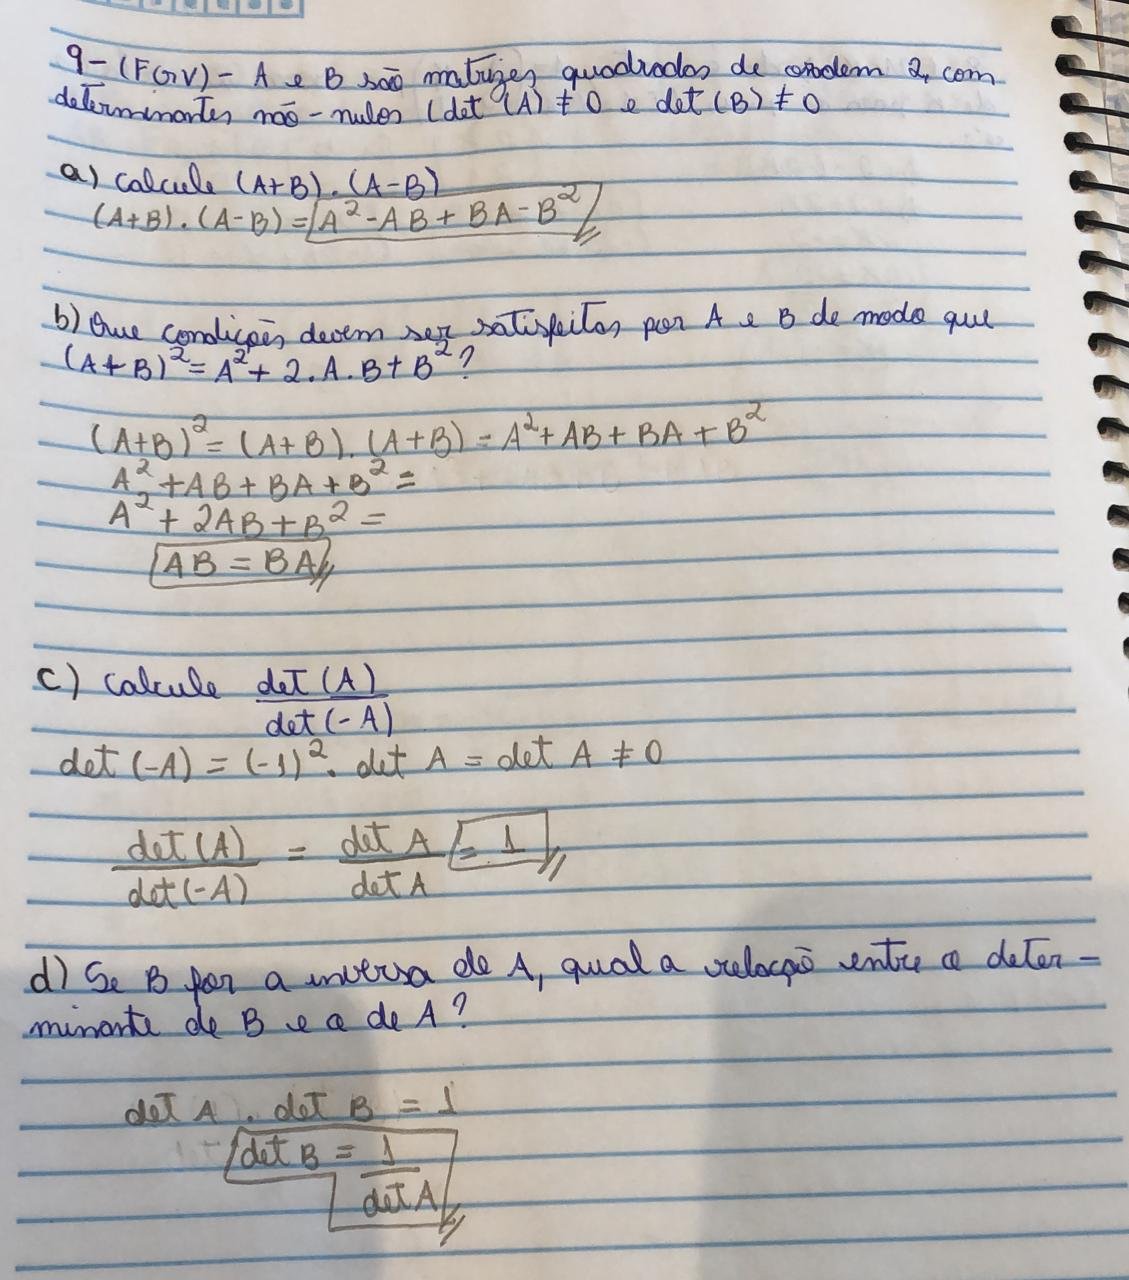 9-(FGV) - A e B são matrizes quadradas de ordem 2, com
determinantes não-nulos (det (A) ≠ 0 e det (B) ≠ 0
a) calcule (A+B).(A-B)
(A+B).(A-B) = A² - AB + BA - B²
b) Que condições devem ser satisfeitas por A e B de modo que
(A+B)² = A² + 2.A.B + B²?
(A+B)² = (A+B).(A+B) = A² + AB + BA + B²
A² + AB + BA + B² =
A² + 2AB + B² =
AB = BA
c) Calcule det (A)
det (-A)
det (-A) = (-1)². det A = det A ≠ 0
det (A) = det A = 1
det (-A) det A
d) Se B for a inversa de A, qual a relação entre o deter-
minante de B e o de A?
det A . det B = 1
det B = 1
det A